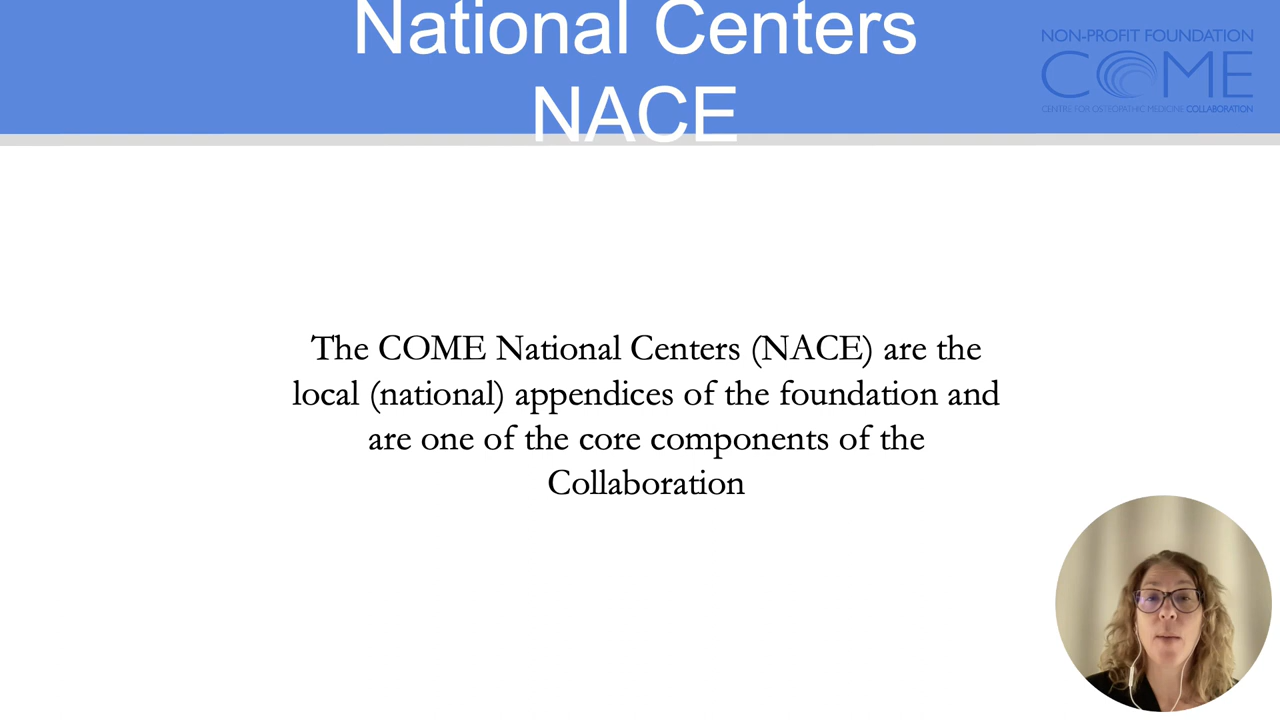 National Centers
NACE
NON-PROFIT FOUNDATION
COME
CENTRE FOR OSTEOPATHIC MEDICINE COLLABORATION
The COME National Centers (NACE) are the
local (national) appendices of the foundation and
are one of the core components of the
Collaboration